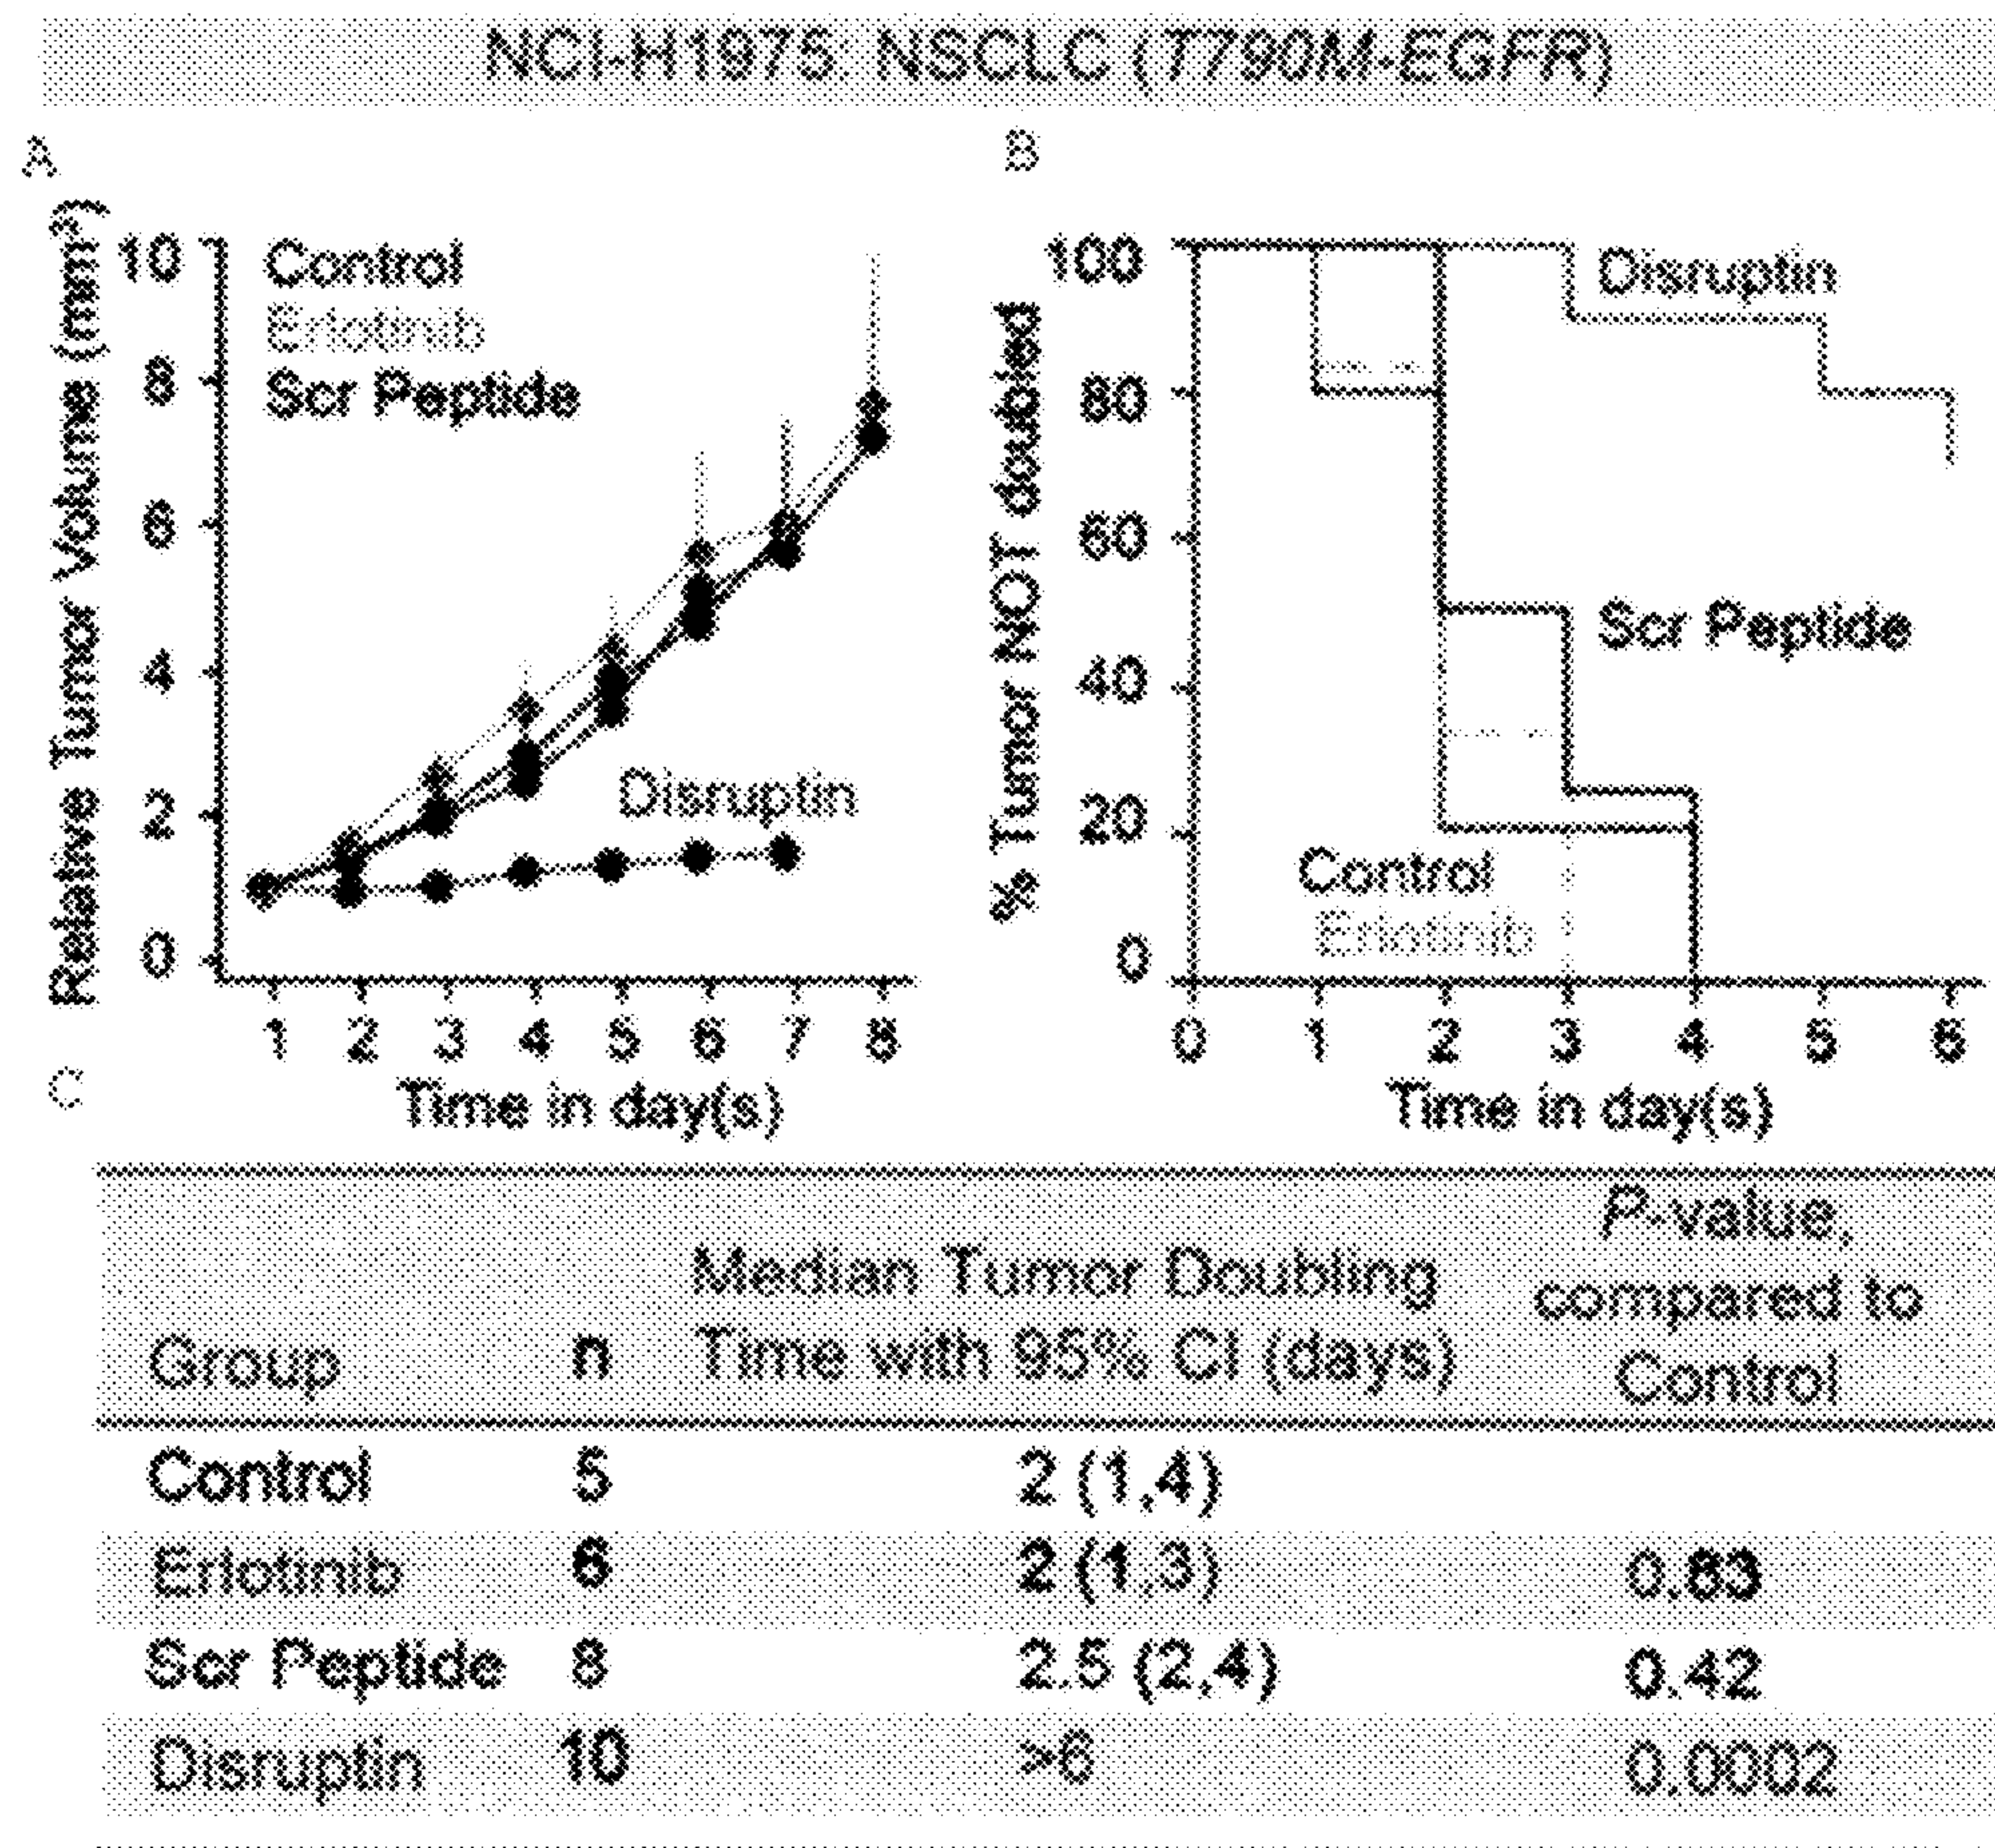 NCI-H1975: NSCLC (T790M-EGFR)
A
Relative Tumor Volume (mm³)
10
8
6
4
2
0
Control
Erlotinib
Scr Peptide
Disruptin
1 2 3 4 5 6 7 8
Time in day(s)
B
% Tumor NOT doubled
100
80
60
40
20
0
Disruptin
Scr Peptide
Control
Erlotinib
0 1 2 3 4 5 6
Time in day(s)
C
Group n Median Tumor Doubling Time with 95% CI (days) P-value, compared to Control
Control 5 2 (1,4)
Erlotinib 6 2 (1,3)
Scr Peptide 8 2.5 (2,4) 0.42
Disruptin 10 >6 0.0002